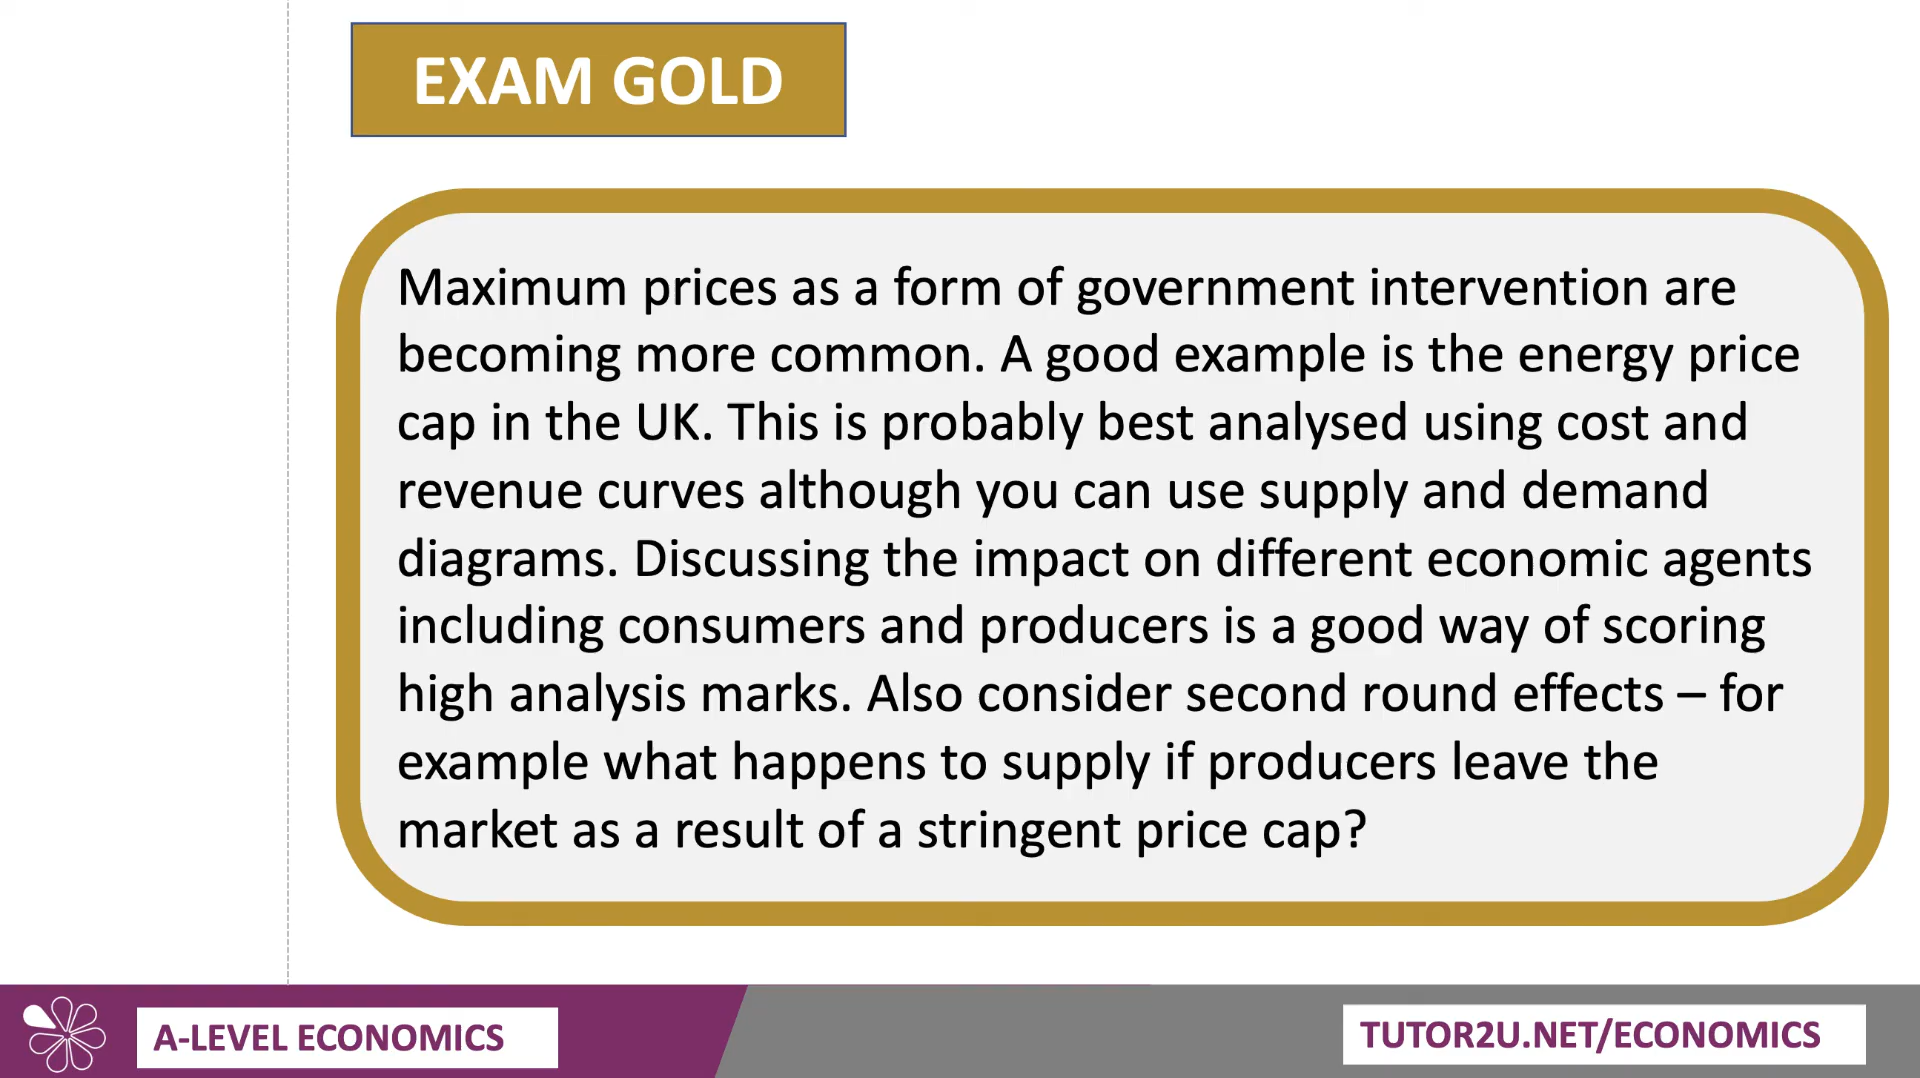 EXAM GOLD
Maximum prices as a form of government intervention are
becoming more common. A good example is the energy price
cap in the UK. This is probably best analysed using cost and
revenue curves although you can use supply and demand
diagrams. Discussing the impact on different economic agents
including consumers and producers is a good way of scoring
high analysis marks. Also consider second round effects – for
example what happens to supply if producers leave the
market as a result of a stringent price cap?
A-LEVEL ECONOMICS
TUTOR2U.NET/ECONOMICS